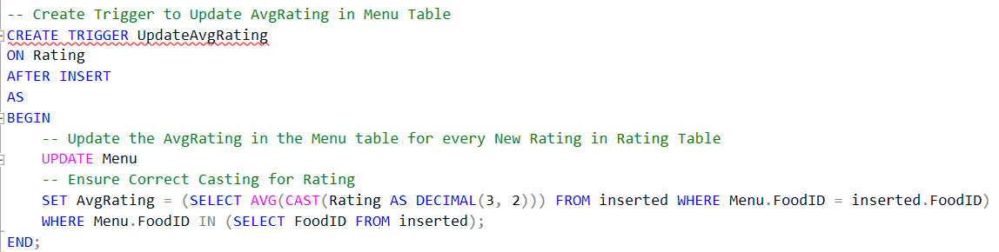 -- Create Trigger to Update AvgRating in Menu Table
CREATE TRIGGER UpdateAvgRating
ON Rating
AFTER INSERT
AS
BEGIN
    -- Update the AvgRating in the Menu table for every New Rating in Rating Table
    UPDATE Menu
    -- Ensure Correct Casting for Rating
    SET AvgRating = (SELECT AVG(CAST(Rating AS DECIMAL(3, 2))) FROM inserted WHERE Menu.FoodID = inserted.FoodID)
    WHERE Menu.FoodID IN (SELECT FoodID FROM inserted);
END;